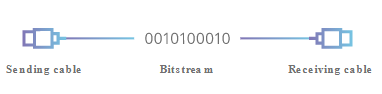 0010100010
Sending cable Bitstream Receiving cable